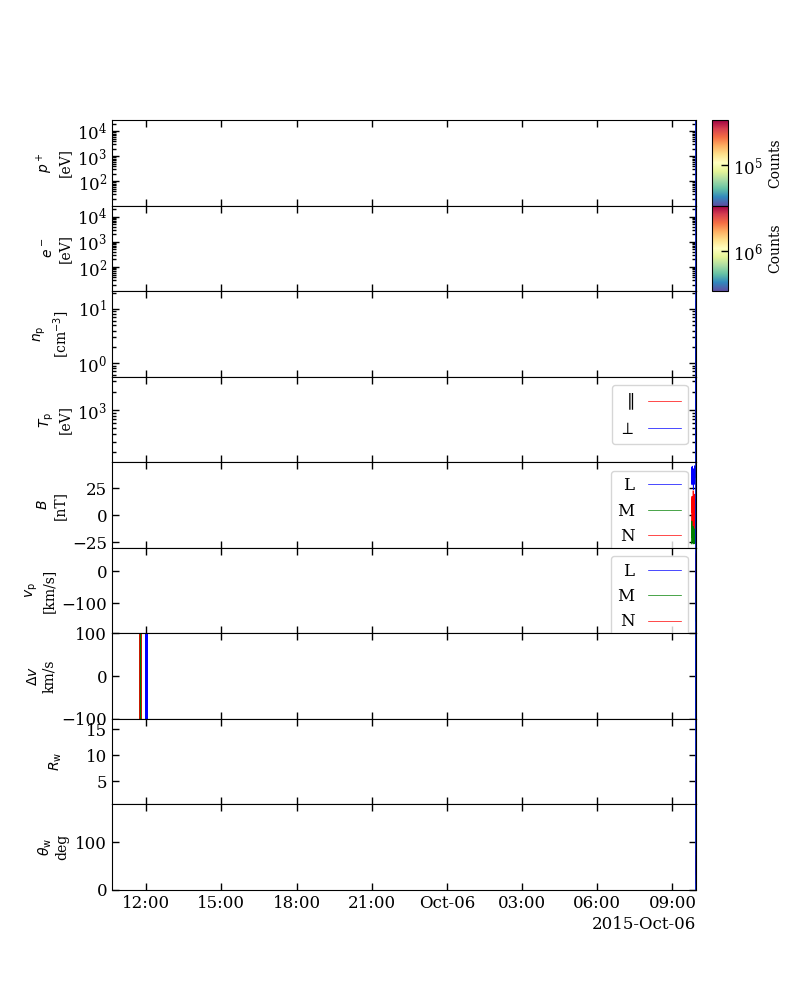 10⁴
10³
10²
p⁺
[eV]
10⁵
Counts
10⁴
10³
10²
e⁻
[eV]
10⁶
Counts
10¹
10⁰
nₚ
[cm⁻³]
10³
Tₚ
[eV]
∥
⊥
25
0
−25
B
[nT]
L
M
N
0
−100
vₚ
[km/s]
L
M
N
100
0
−100
Δv
km/s
15
10
5
R_w
100
0
θ_w
deg
12:00 15:00 18:00 21:00 Oct-06 03:00 06:00 09:00
2015-Oct-06